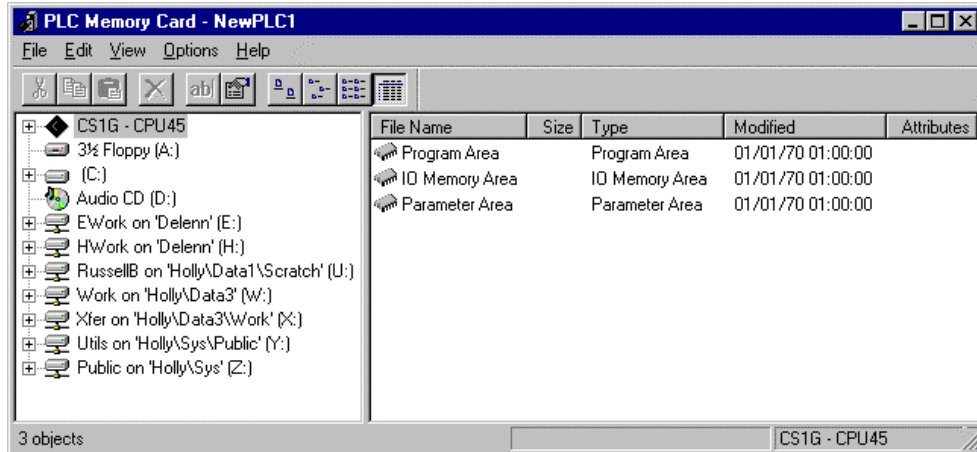 PLC Memory Card - NewPLC1
File Edit View Options Help
ab
CS1G - CPU45
3½ Floppy (A:)
(C:)
Audio CD (D:)
EWork on 'Delenn' (E:)
HWork on 'Delenn' (H:)
RussellB on 'Holly\Data1\Scratch' (U:)
Work on 'Holly\Data3' (W:)
Xfer on 'Holly\Data3\Work' (X:)
Utils on 'Holly\Sys\Public' (Y:)
Public on 'Holly\Sys' (Z:)
File Name Size Type Modified Attributes
Program Area Program Area 01/01/70 01:00:00
IO Memory Area IO Memory Area 01/01/70 01:00:00
Parameter Area Parameter Area 01/01/70 01:00:00
3 objects CS1G - CPU45